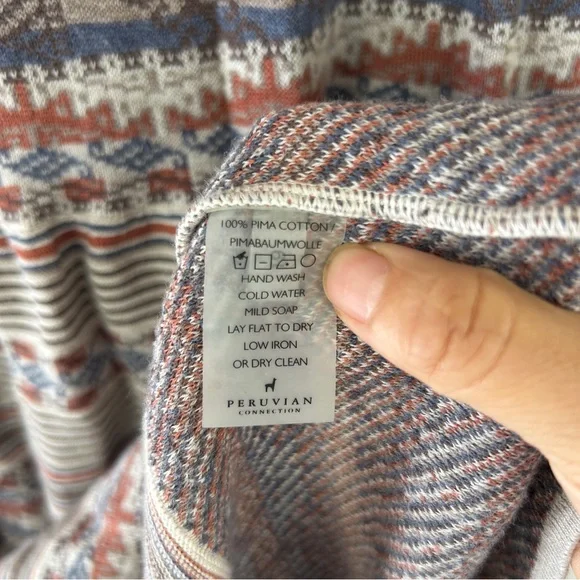 100% PIMA COTTON /
PIMABAUMWOLLE
HAND WASH
COLD WATER
MILD SOAP
LAY FLAT TO DRY
LOW IRON
OR DRY CLEAN
PERUVIAN
CONNECTION